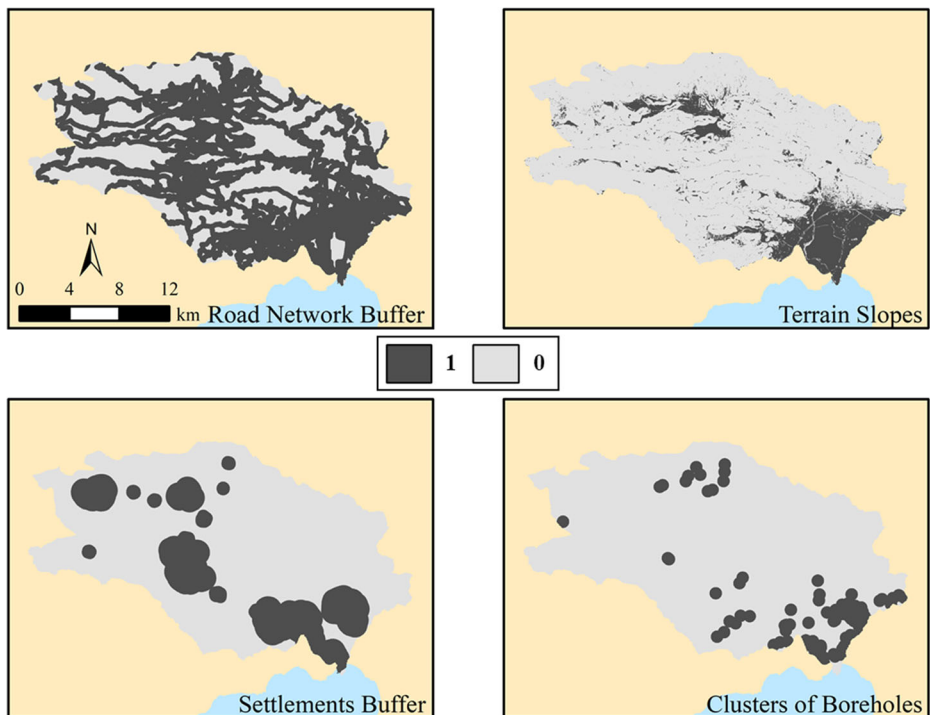 N
0 4 8 12
km
Road Network Buffer
Terrain Slopes
1 0
Settlements Buffer
Clusters of Boreholes